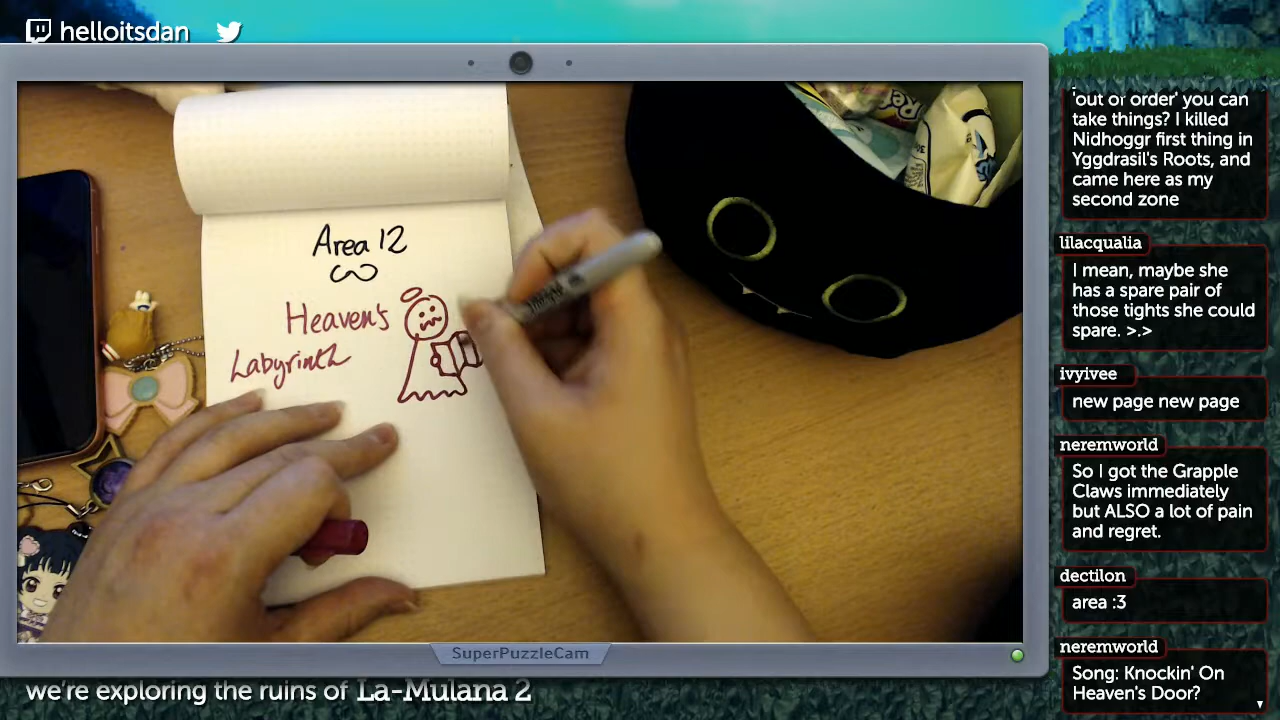 helloitsdan
Area 12
Heaven's
Labyrinth
SuperPuzzleCam
we're exploring the ruins of La-Mulana 2
'out of order' you can
take things? I killed
Nidhoggr first thing in
Yggdrasil's Roots, and
came here as my
second zone
lilacqualia
I mean, maybe she
has a spare pair of
those tights she could
spare. >.>
ivyivee
new page new page
neremworld
So I got the Grapple
Claws immediately
but ALSO a lot of pain
and regret.
dectilon
area :3
neremworld
Song: Knockin' On
Heaven's Door?